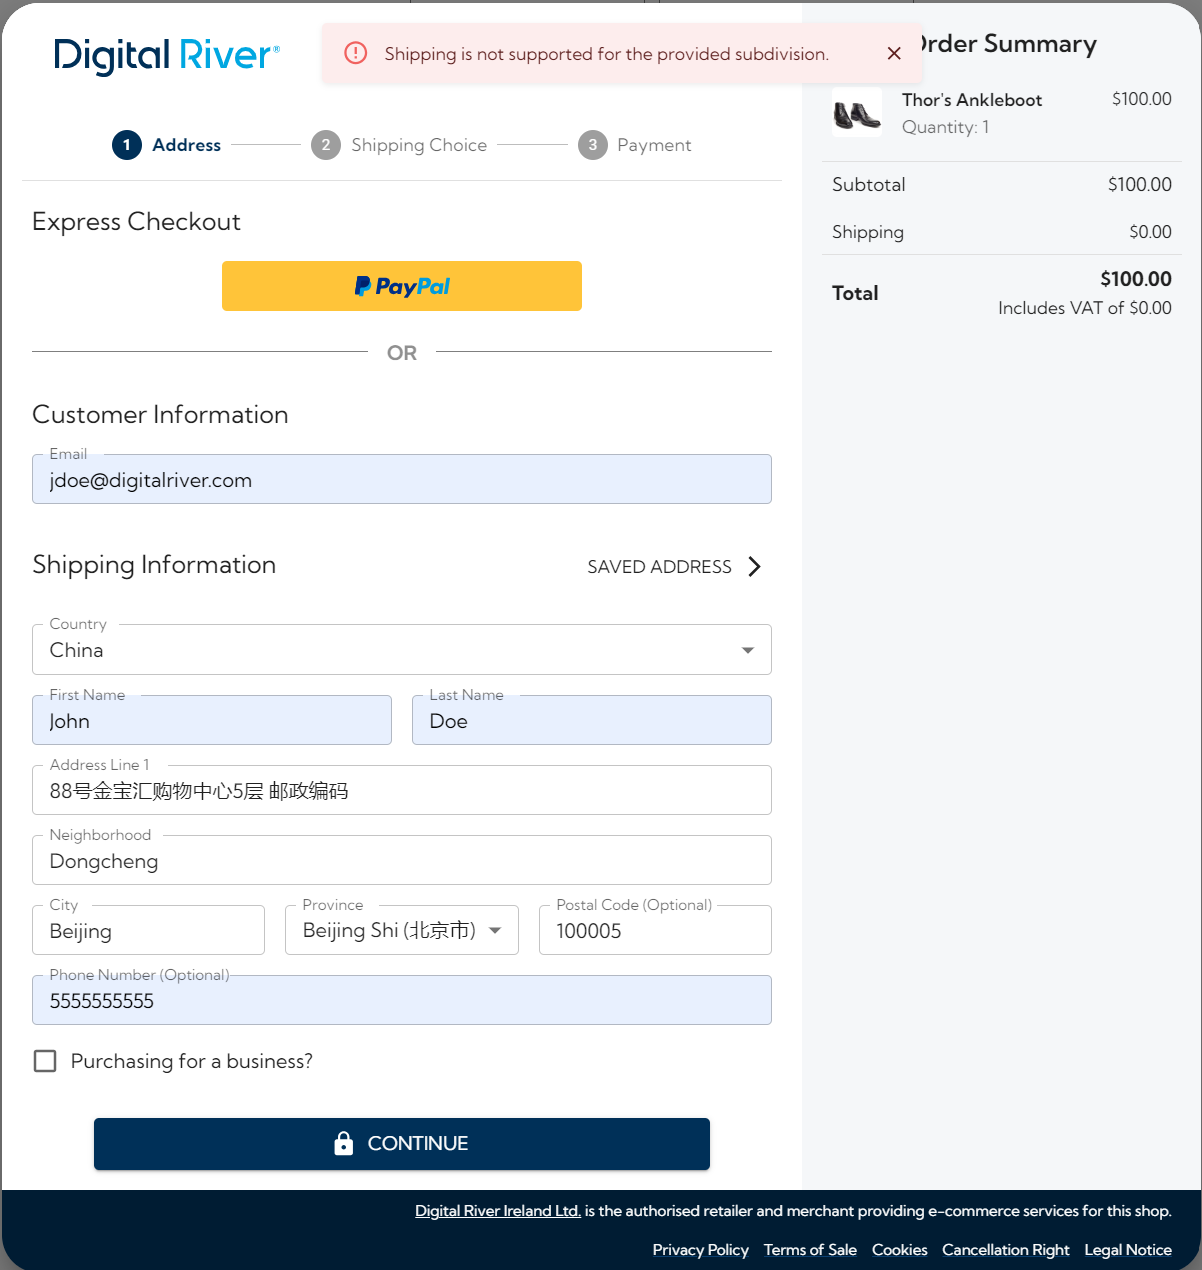 Digital River®
Shipping is not supported for the provided subdivision.
1 Address
2 Shipping Choice
3 Payment
Express Checkout
PayPal
OR
Customer Information
Email
jdoe@digitalriver.com
Shipping Information
SAVED ADDRESS
Country
China
First Name
John
Last Name
Doe
Address Line 1
88号金宝汇购物中心5层 邮政编码
Neighborhood
Dongcheng
City
Beijing
Province
Beijing Shi (北京市)
Postal Code (Optional)
100005
Phone Number (Optional)
5555555555
Purchasing for a business?
CONTINUE
Order Summary
Thor's Ankleboot $100.00
Quantity: 1
Subtotal $100.00
Shipping $0.00
Total $100.00
Includes VAT of $0.00
Digital River Ireland Ltd. is the authorised retailer and merchant providing e-commerce services for this shop.
Privacy Policy Terms of Sale Cookies Cancellation Right Legal Notice